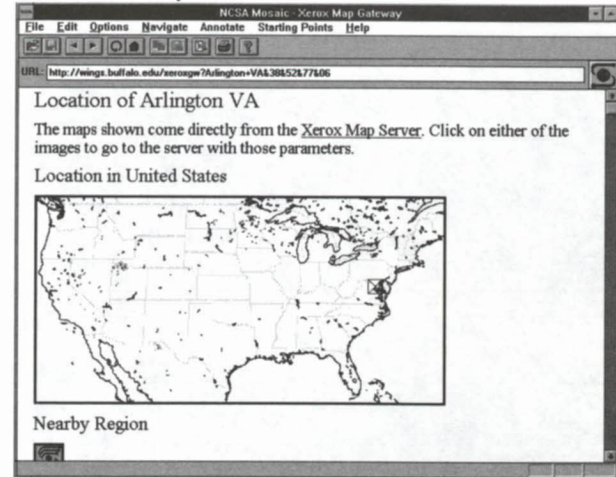 NCSA Mosaic - Xerox Map Gateway
File Edit Options Navigate Annotate Starting Points Help
URL: http://wings.buffalo.edu/xeroxgw?Arlington+VA&38&52&77&06
Location of Arlington VA
The maps shown come directly from the Xerox Map Server. Click on either of the
images to go to the server with those parameters.
Location in United States
Nearby Region